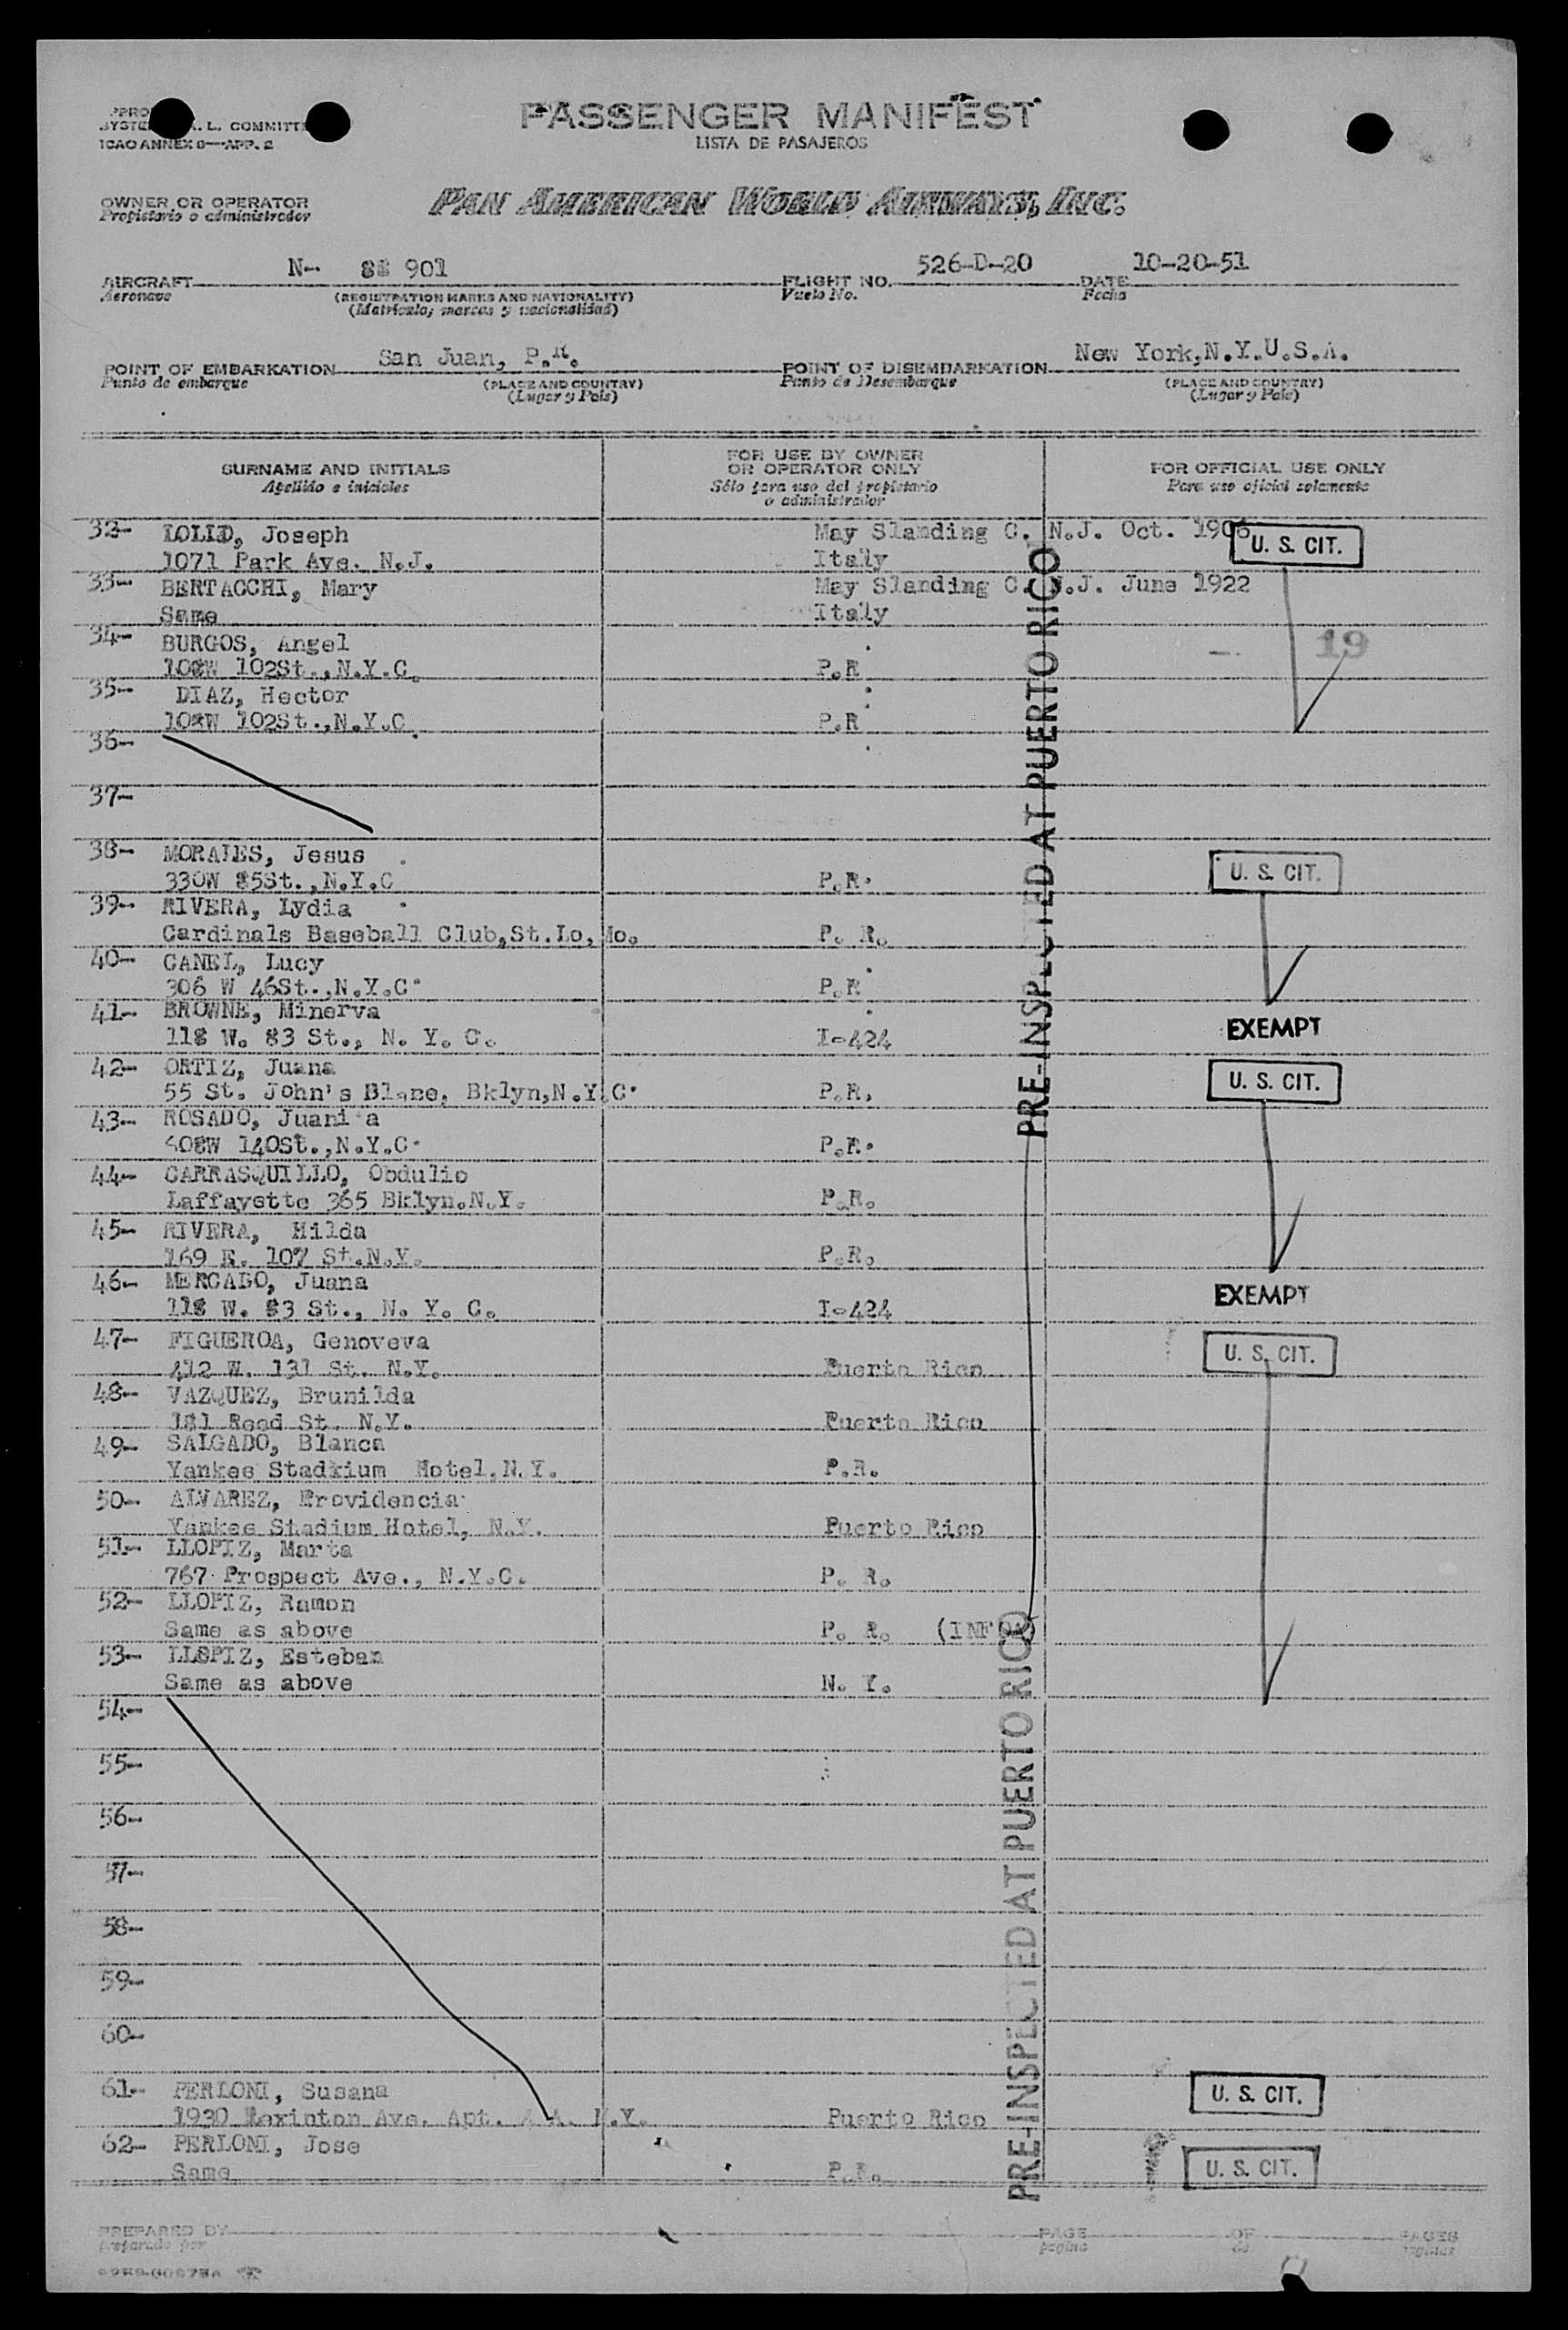 PASSENGER MANIFEST
LISTA DE PASAJEROS
L. COMMITT
ICAO ANNEX 9—APP. 2
OWNER OR OPERATOR
Propietario o administrador
PAN AMERICAN WORLD AIRWAYS, INC.
AIRCRAFT N-- 88 901 FLIGHT NO. 526-D-20 DATE 10-20-51
Aeronave (REGISTRATION MARKS AND NATIONALITY) Vuelo No. Fecha
(Matricula; marcas y nacionalidad)
POINT OF EMBARKATION San Juan, P.R. POINT OF DISEMBARKATION New York,N.Y.U.S.A.
Punto de embarque (PLACE AND COUNTRY) Punto de Desembarque (PLACE AND COUNTRY)
(Lugar y Pais) (Lugar y Pais)
SURNAME AND INITIALS
Apellido e iniciales
FOR USE BY OWNER
OR OPERATOR ONLY
Sólo para uso del propietario
o administrador
FOR OFFICIAL USE ONLY
Para uso oficial solamente
32- Joseph May Slanding C. N.J. Oct. U. S. CIT.
1071 Park Ave. N.J. Italy
33- BERTACCHI, Mary May Slanding C. N.J. June 1922
Same Italy
34- BURGOS, Angel 19
108W 102St.,N.Y.C. P.R
35- DIAZ, Hector
108W 102St.,N.Y.C P.R
36-
37-
38- MORALES, Jesus U. S. CIT.
330W 85St.,N.Y.C P.R.
39- RIVERA, Lydia
Cardinals Baseball Club,St.Lo,Mo. P. R.
40- CANEL, Lucy
306 W 46St.,N.Y.C. P.R
41- BROWNE, Minerva EXEMPT
118 W. 83 St., N. Y. C. I-424
42- ORTIZ, Juana U. S. CIT.
55 St. John's Blace, Bklyn,N.Y.C. P.R.
43- ROSADO, Juanita
608W 140St.,N.Y.C. P.R.
44- CARRASQUILLO, Obdulio
Laffayette 365 Bklyn.N.Y. P.R.
45- RIVERA, Hilda
169 E. 107 St.N.Y. P.R.
46- MERCADO, Juana EXEMPT
118 W. 83 St., N. Y. C. I-424
47- FIGUEROA, Genoveva U. S. CIT.
412 W. 131 St. N.Y. Puerto Rico
48- VAZQUEZ, Brunilda
181 Reed St. N.Y. Puerto Rico
49- SALGADO, Blanca
Yankee Stadxium Hotel.N.Y. P.R.
50- ALVAREZ, Providencia
Yankee Stadium Hotel, N.Y. Puerto Rico
51- LLOPIZ, Marta
767 Prospect Ave., N.Y.C. P. R.
52- LLOPIZ, Ramon
Same as above P. R.
53- LLOPIZ, Esteban
Same as above N. Y.
54-
55-
56-
57-
58-
59-
60-
61- PERLONI, Susana U. S. CIT.
1930 Lexinton Ave. Apt. N.Y. Puerto Rico
62- PERLONI, Jose U. S. CIT.
Same P.R.
PRE-INSPECTED AT PUERTO RICO
PRE-INSPECTED AT PUERTO RICO
PREPARED BY PAGE OF PAGES
preparado por pagina de paginas